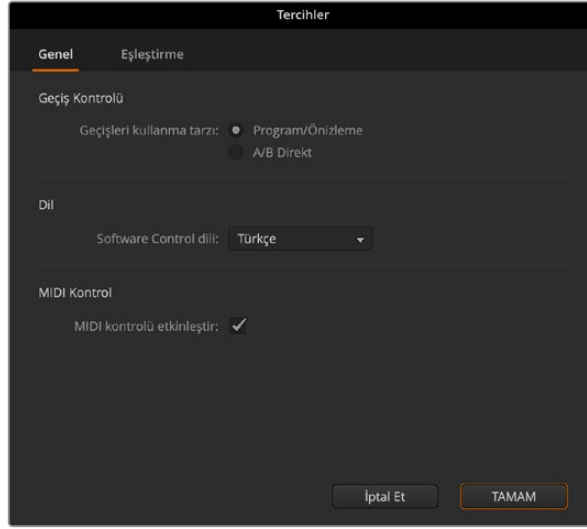 Tercihler
Genel Eşleştirme
Geçiş Kontrolü
Geçişleri kullanma tarzı: Program/Önizleme
A/B Direkt
Dil
Software Control dili: Türkçe
MIDI Kontrol
MIDI kontrolü etkinleştir:
İptal Et TAMAM